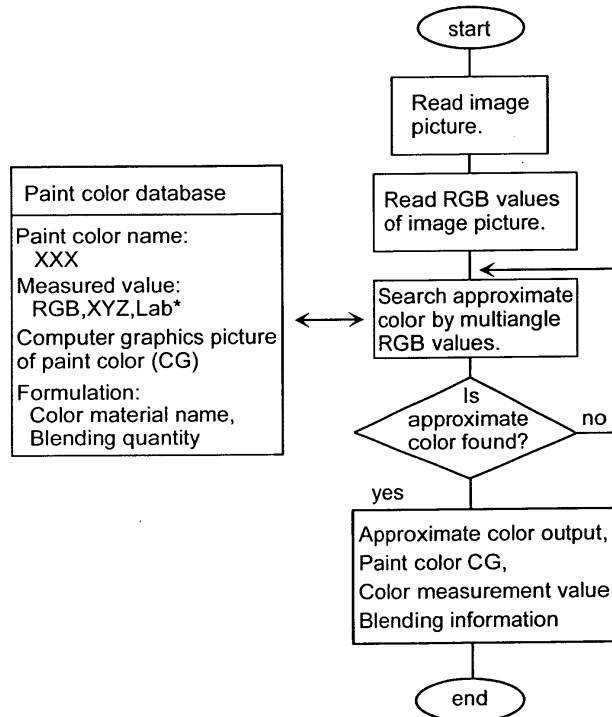 start
Read image
picture.
Read RGB values
of image picture.
Paint color database
Paint color name:
XXX
Measured value:
RGB,XYZ,Lab*
Computer graphics picture
of paint color (CG)
Formulation:
Color material name,
Blending quantity
Search approximate
color by multiangle
RGB values.
Is
approximate
color found?
no
yes
Approximate color output,
Paint color CG,
Color measurement value
Blending information
end